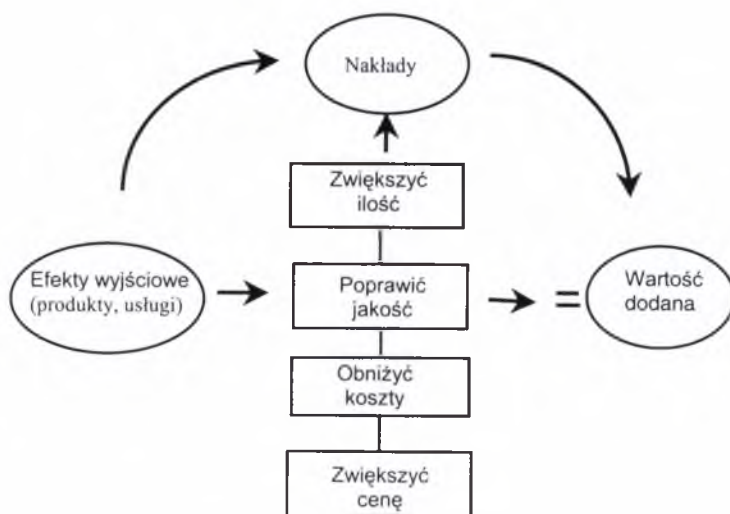 Nakłady
Zwiększyć
ilość
Efekty wyjściowe
(produkty, usługi)
Poprawić
jakość
=
Wartość
dodana
Obniżyć
koszty
Zwiększyć
cenę